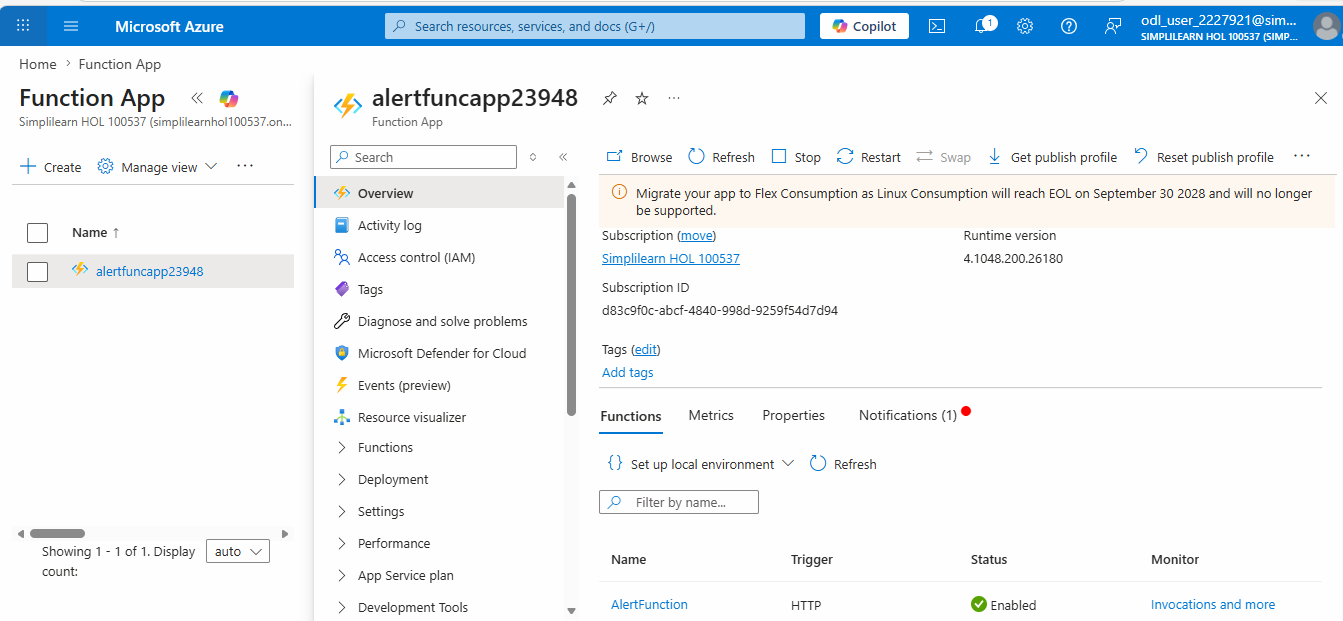 Microsoft Azure
Search resources, services, and docs (G+/)
Copilot
1
odl_user_2227921@sim...
SIMPLILEARN HOL 100537 (SIMP...
Home > Function App
Function App
Simplilearn HOL 100537 (simplilearnhol100537.on...
Create
Manage view
Name ↑
alertfuncapp23948
Showing 1 - 1 of 1. Display
count:
auto
alertfuncapp23948
Function App
Search
Overview
Activity log
Access control (IAM)
Tags
Diagnose and solve problems
Microsoft Defender for Cloud
Events (preview)
Resource visualizer
Functions
Deployment
Settings
Performance
App Service plan
Development Tools
Browse Refresh Stop Restart Swap Get publish profile Reset publish profile
Migrate your app to Flex Consumption as Linux Consumption will reach EOL on September 30 2028 and will no longer
be supported.
Subscription (move)
Simplilearn HOL 100537
Runtime version
4.1048.200.26180
Subscription ID
d83c9f0c-abcf-4840-998d-9259f54d7d94
Tags (edit)
Add tags
Functions Metrics Properties Notifications (1)
{} Set up local environment Refresh
Filter by name...
Name Trigger Status Monitor
AlertFunction HTTP Enabled Invocations and more